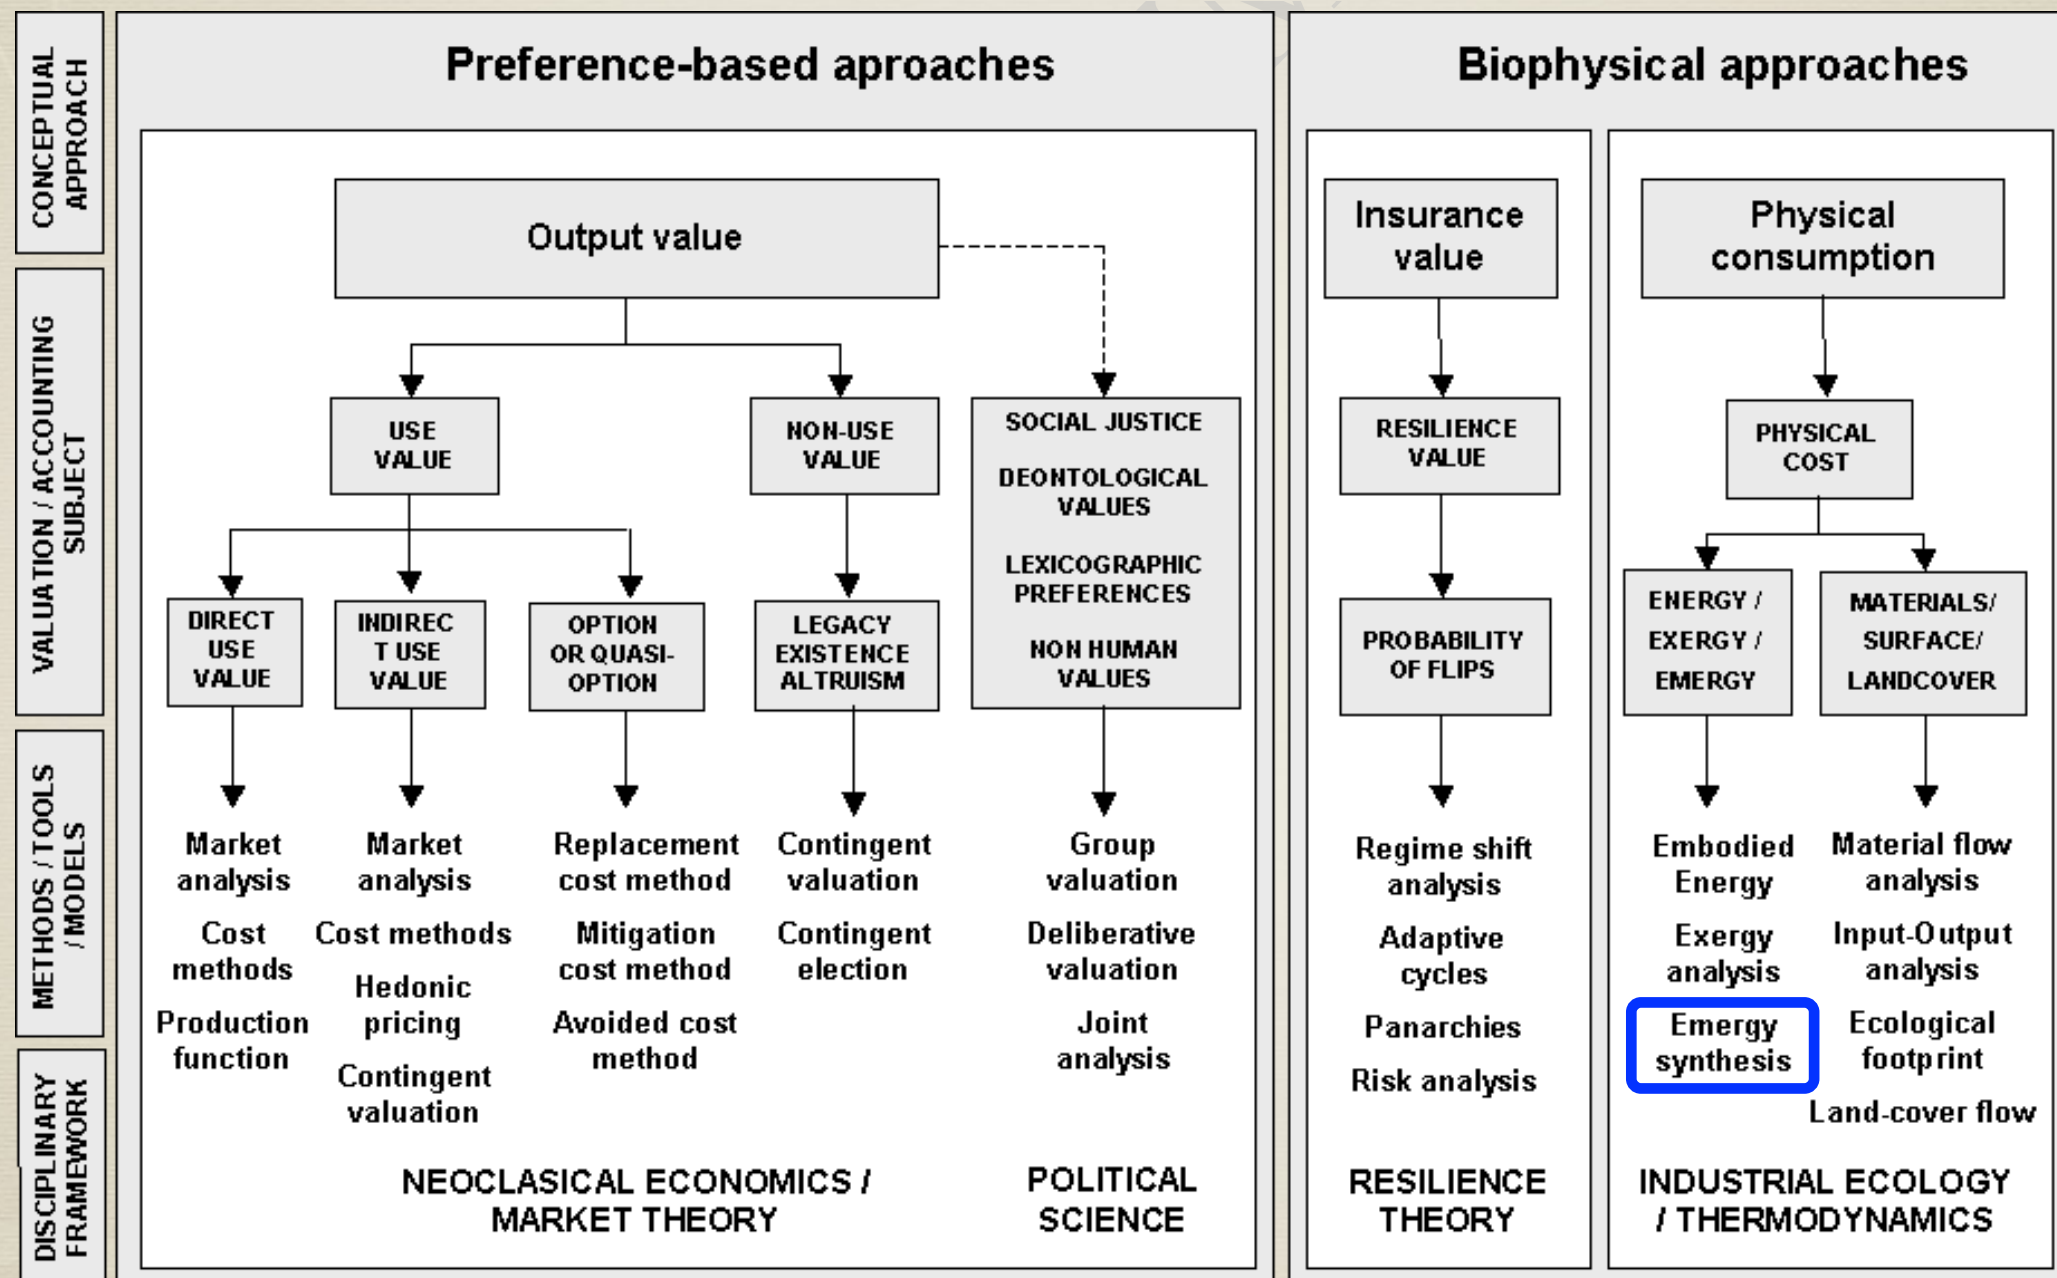 CONCEPTUAL
APPROACH
VALUATION / ACCOUNTING
SUBJECT
METHODS / TOOLS
/ MODELS
DISCIPLINARY
FRAMEWORK
Preference-based aproaches
Output value
USE
VALUE
NON-USE
VALUE
SOCIAL JUSTICE
DEONTOLOGICAL
VALUES
LEXICOGRAPHIC
PREFERENCES
NON HUMAN
VALUES
DIRECT
USE
VALUE
INDIREC
T USE
VALUE
OPTION
OR QUASI-
OPTION
LEGACY
EXISTENCE
ALTRUISM
Market
analysis
Cost
methods
Production
function
Market
analysis
Cost methods
Hedonic
pricing
Contingent
valuation
Replacement
cost method
Mitigation
cost method
Avoided cost
method
Contingent
valuation
Contingent
election
Group
valuation
Deliberative
valuation
Joint
analysis
NEOCLASICAL ECONOMICS /
MARKET THEORY
POLITICAL
SCIENCE
Biophysical approaches
Insurance
value
RESILIENCE
VALUE
PROBABILITY
OF FLIPS
Regime shift
analysis
Adaptive
cycles
Panarchies
Risk analysis
RESILIENCE
THEORY
Physical
consumption
PHYSICAL
COST
ENERGY /
EXERGY /
EMERGY
MATERIALS/
SURFACE/
LANDCOVER
Embodied
Energy
Exergy
analysis
Emergy
synthesis
Material flow
analysis
Input-Output
analysis
Ecological
footprint
Land-cover flow
INDUSTRIAL ECOLOGY
/ THERMODYNAMICS